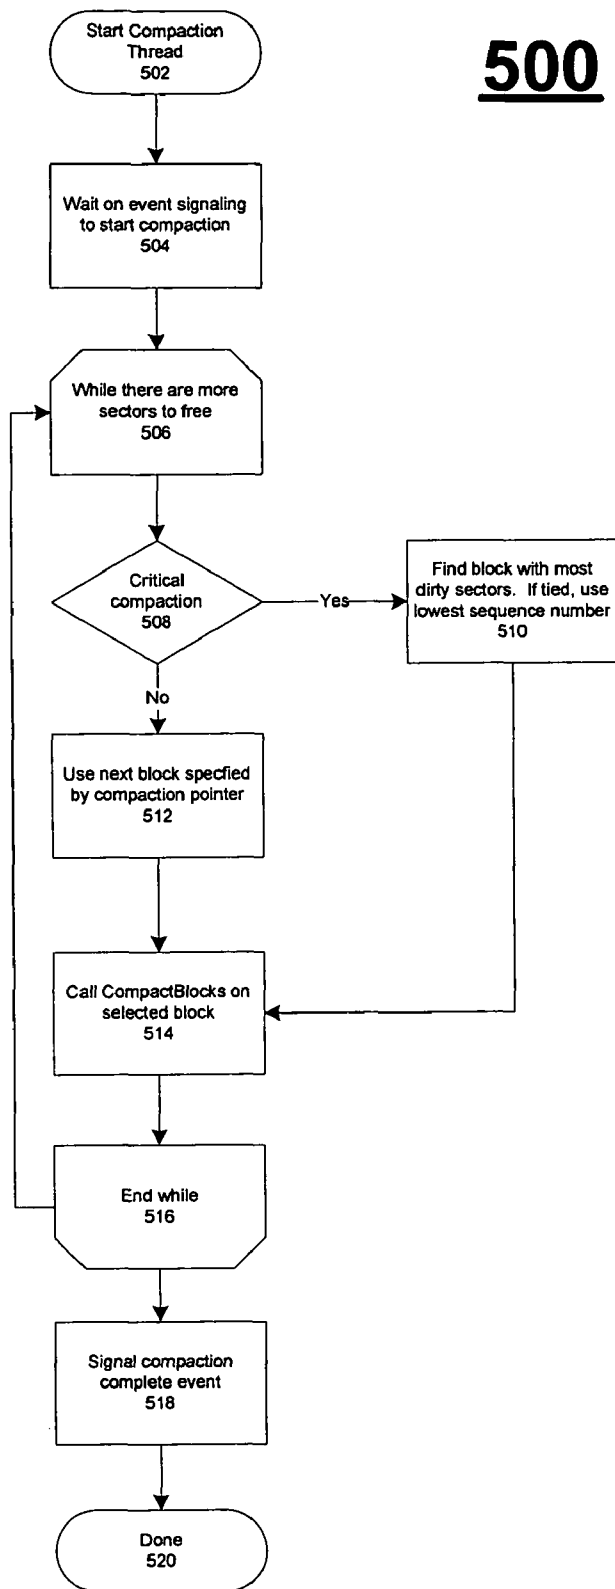 Start Compaction
Thread
502
500
Wait on event signaling
to start compaction
504
While there are more
sectors to free
506
Critical
compaction
508
Yes
Find block with most
dirty sectors. If tied, use
lowest sequence number
510
No
Use next block specfied
by compaction pointer
512
Call CompactBlocks on
selected block
514
End while
516
Signal compaction
complete event
518
Done
520